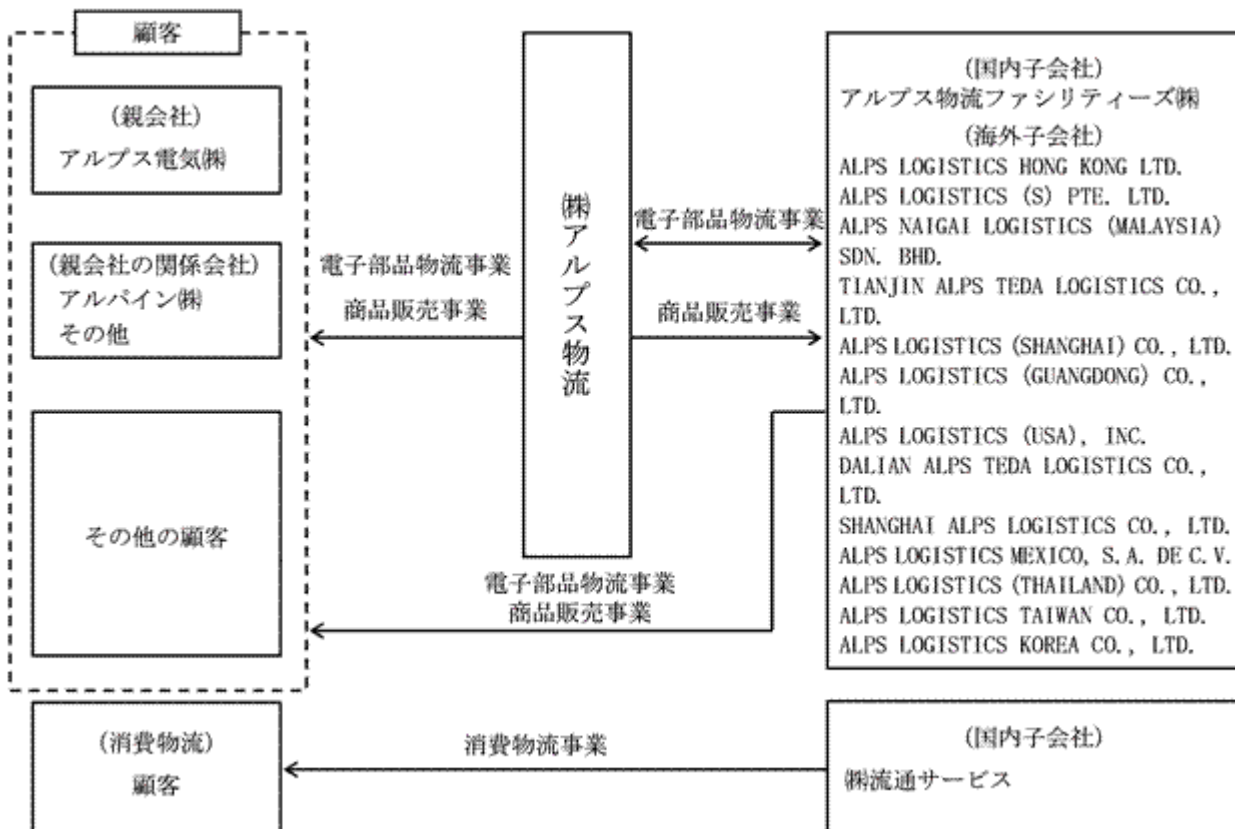 顧客
(親会社)
アルプス電気㈱
(親会社の関係会社)
アルパイン㈱
その他
その他の顧客
電子部品物流事業
商品販売事業
㈱アルプス物流
電子部品物流事業
商品販売事業
(国内子会社)
アルプス物流ファシリティーズ㈱
(海外子会社)
ALPS LOGISTICS HONG KONG LTD.
ALPS LOGISTICS (S) PTE. LTD.
ALPS NAIGAI LOGISTICS (MALAYSIA)
SDN. BHD.
TIANJIN ALPS TEDA LOGISTICS CO.,
LTD.
ALPS LOGISTICS (SHANGHAI) CO., LTD.
ALPS LOGISTICS (GUANGDONG) CO.,
LTD.
ALPS LOGISTICS (USA), INC.
DALIAN ALPS TEDA LOGISTICS CO.,
LTD.
SHANGHAI ALPS LOGISTICS CO., LTD.
ALPS LOGISTICS MEXICO, S.A. DE C.V.
ALPS LOGISTICS (THAILAND) CO., LTD.
ALPS LOGISTICS TAIWAN CO., LTD.
ALPS LOGISTICS KOREA CO., LTD.
電子部品物流事業
商品販売事業
(消費物流)
顧客
消費物流事業
(国内子会社)
㈱流通サービス